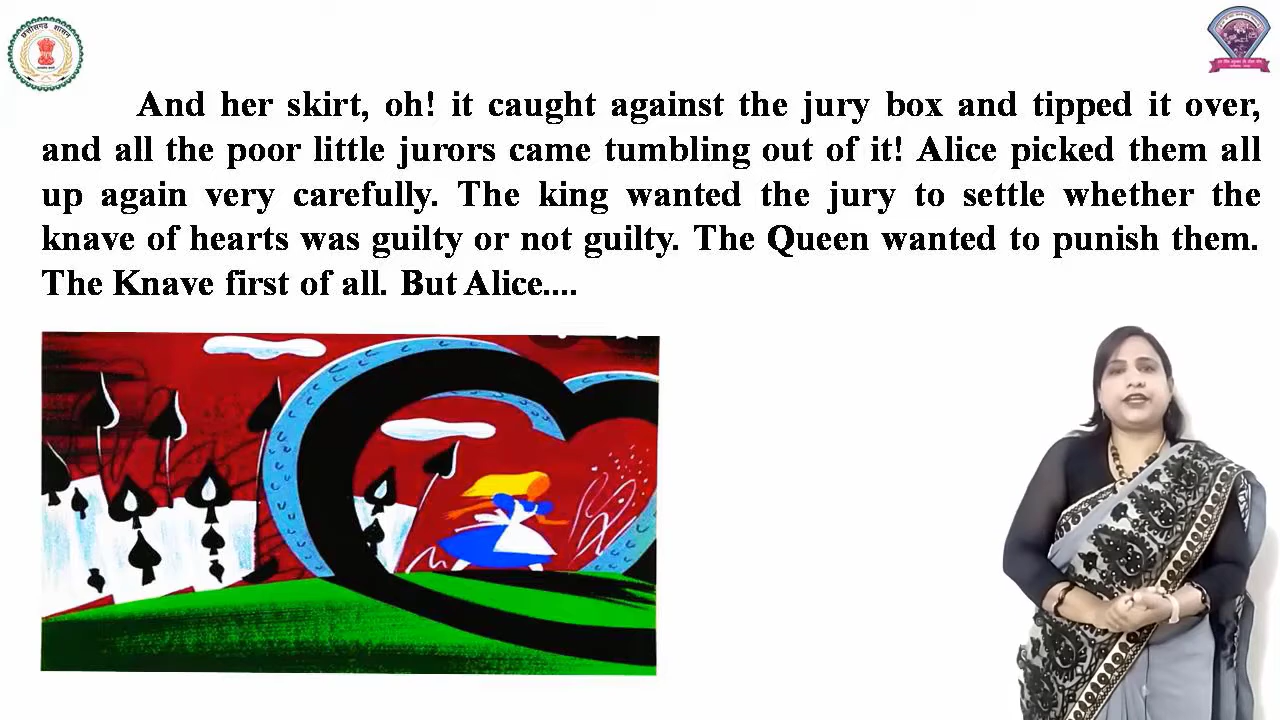 छत्तीसगढ़ शासन
And her skirt, oh! it caught against the jury box and tipped it over,
and all the poor little jurors came tumbling out of it! Alice picked them all
up again very carefully. The king wanted the jury to settle whether the
knave of hearts was guilty or not guilty. The Queen wanted to punish them.
The Knave first of all. But Alice....